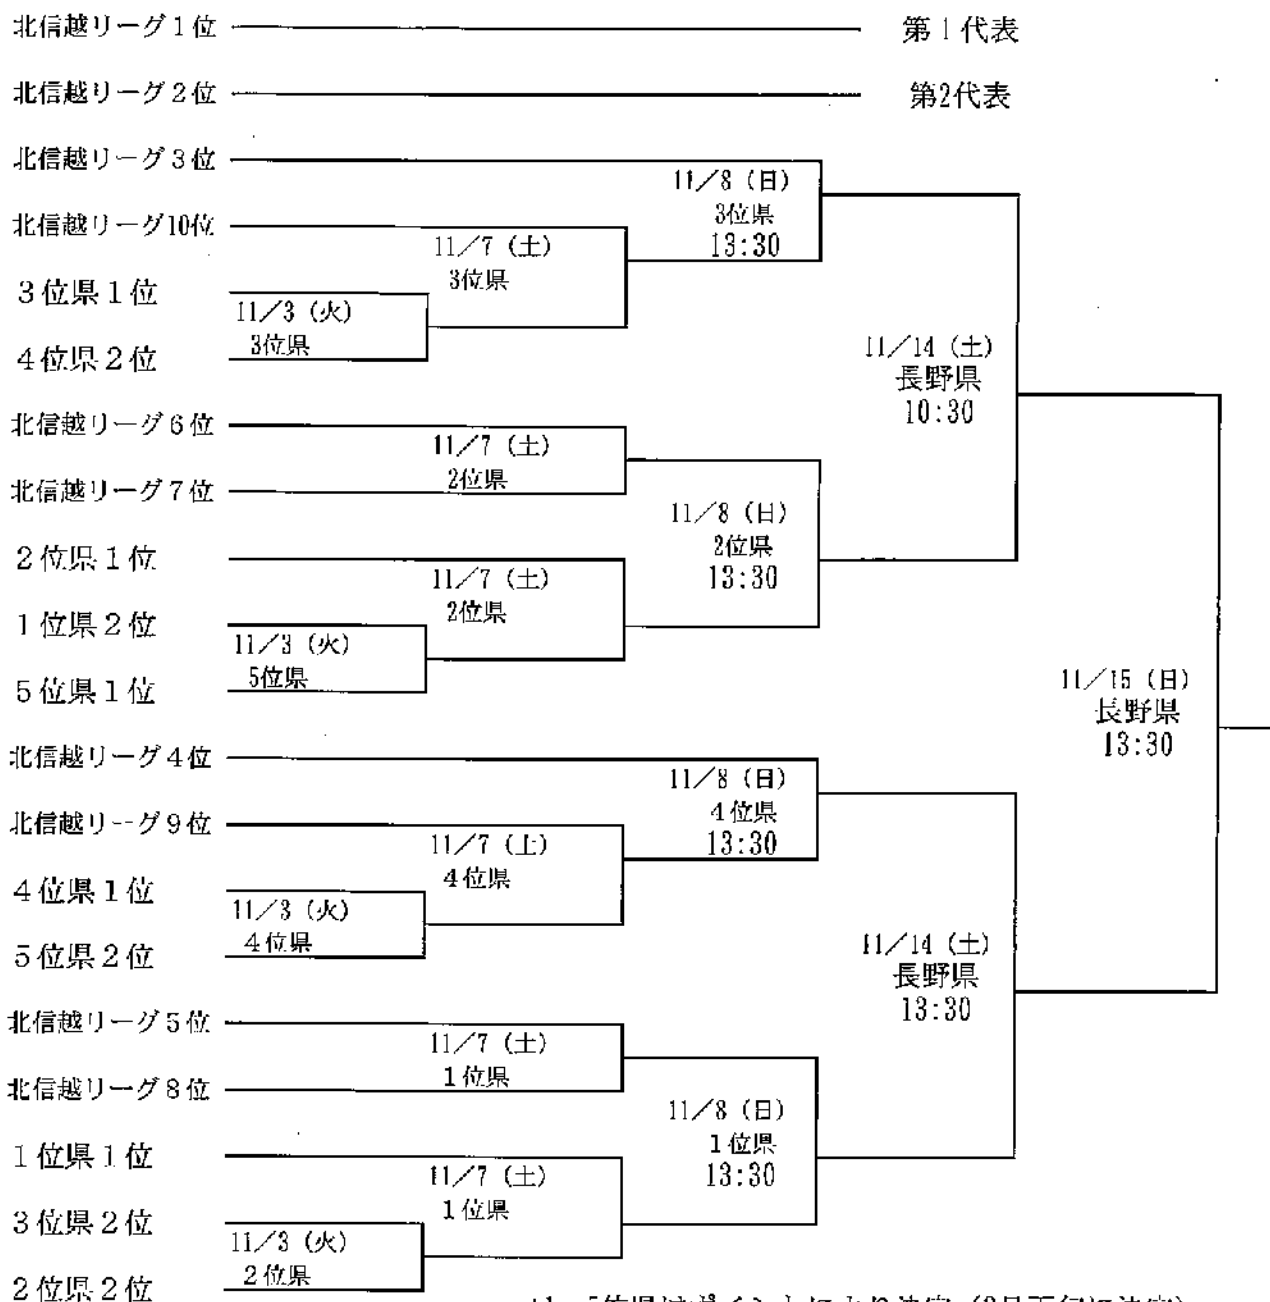 北信越リーグ1位
第1代表
北信越リーグ2位
第2代表
北信越リーグ3位
11/8(日)
3位県
13:30
北信越リーグ10位
11/7(土)
3位県
3位県1位
11/3(火)
3位県
4位県2位
11/14(土)
長野県
10:30
北信越リーグ6位
11/7(土)
2位県
北信越リーグ7位
11/8(日)
2位県
13:30
2位県1位
11/7(土)
2位県
1位県2位
11/3(火)
5位県
5位県1位
11/15(日)
長野県
13:30
北信越リーグ4位
11/8(日)
4位県
13:30
北信越リーグ9位
11/7(土)
4位県
4位県1位
11/3(火)
4位県
5位県2位
11/14(土)
長野県
13:30
北信越リーグ5位
11/7(土)
1位県
北信越リーグ8位
11/8(日)
1位県
13:30
1位県1位
11/7(土)
1位県
3位県2位
11/3(火)
2位県
2位県2位